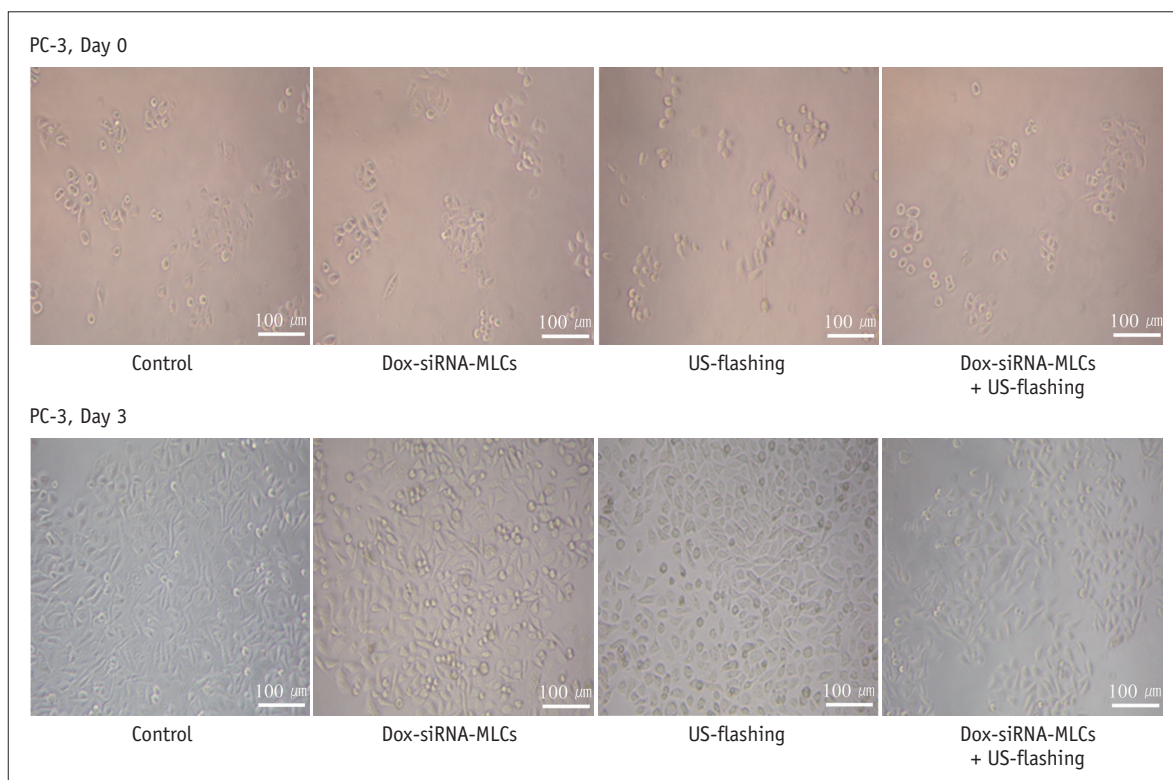 PC-3, Day 0
100 µm
100 µm
100 µm
100 µm
Control
Dox-siRNA-MLCs
US-flashing
Dox-siRNA-MLCs
+ US-flashing
PC-3, Day 3
100 µm
100 µm
100 µm
100 µm
Control
Dox-siRNA-MLCs
US-flashing
Dox-siRNA-MLCs
+ US-flashing